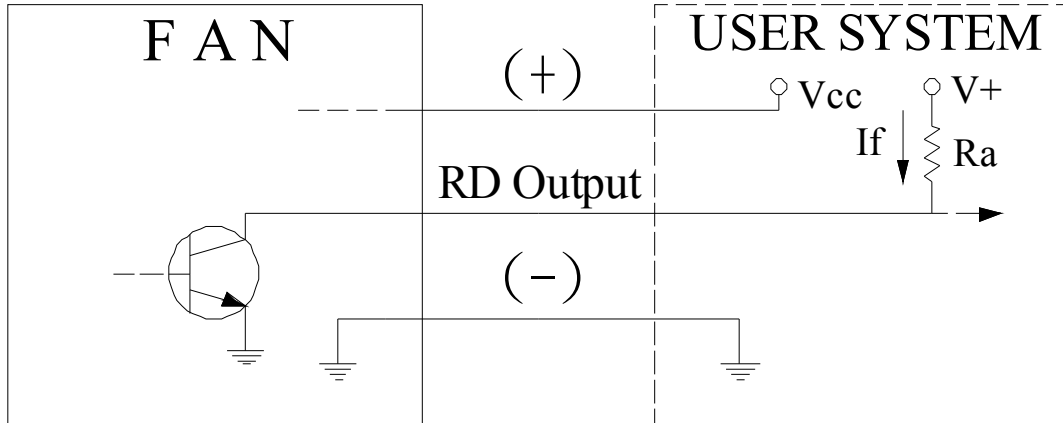 F A N
USER SYSTEM
(+)
Vcc
V+
If
Ra
RD Output
(-)